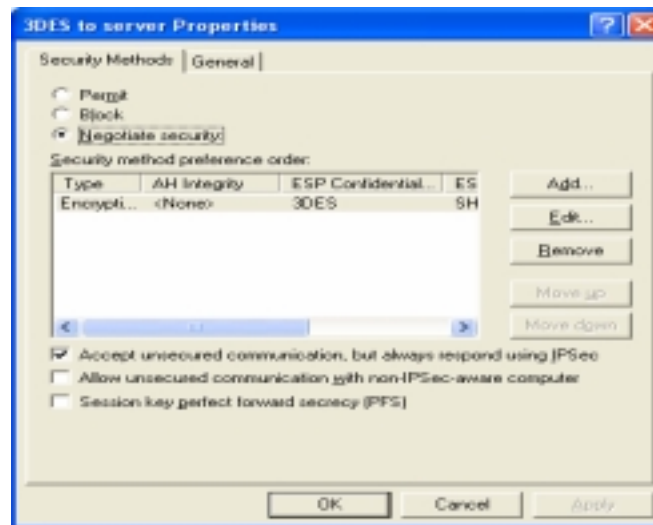 3DES to server Properties
Security Methods General
Permit
Block
Negotiate security:
Security method preference order:
Type AH Integrity ESP Confidential... ES
Encrypti... <None> 3DES SH
Add...
Edit...
Remove
Move up
Move down
Accept unsecured communication, but always respond using IPSec
Allow unsecured communication with non-IPSec-aware computer
Session key perfect forward secrecy (PFS)
OK Cancel Apply